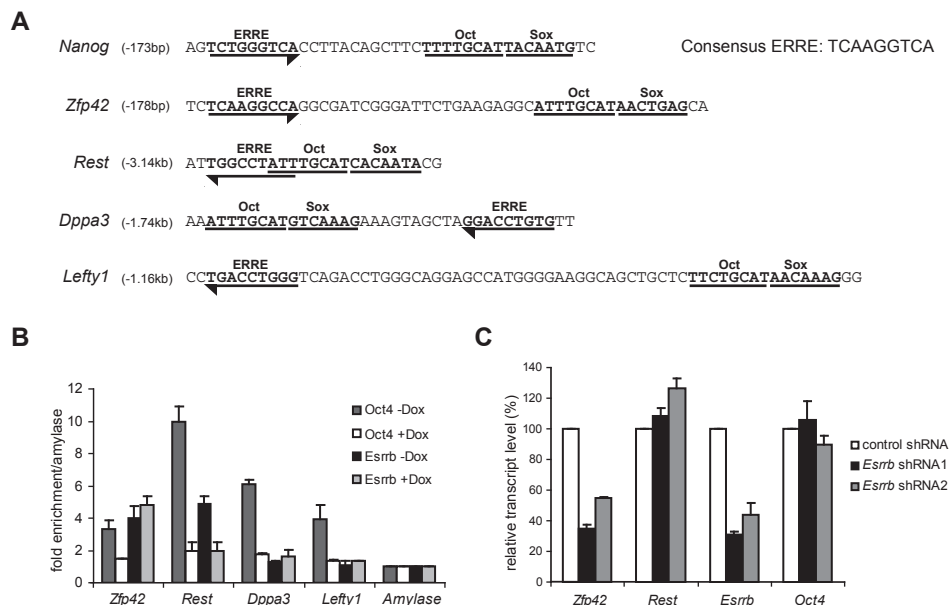 A
ERRE Oct Sox
Nanog (-173bp) AGTCTGGGTCACCTTACAGCTTCTTTTGCATTACAATGTC Consensus ERRE: TCAAGGTCA
ERRE Oct Sox
Zfp42 (-178bp) TCTCAAGGCCAGGCGATCGGGATTCTGAAGAGGCATTTGCATAACTGAGCA
ERRE Oct Sox
Rest (-3.14kb) ATTGGCCTATTTGCATCACAATACG
Oct Sox ERRE
Dppa3 (-1.74kb) AAATTTGCATGTCAAAGAAAGTAGCTAGGACCTGTGTT
ERRE Oct Sox
Lefty1 (-1.16kb) CCTGACCTGGGTCAGACCTGGGCAGGAGCCATGGGGAAGGCAGCTGCTCTTCTGCATAACAAAGGG
B
fold enrichment/amylase
12
10
8
6
4
2
0
Oct4 -Dox
Oct4 +Dox
Esrrb -Dox
Esrrb +Dox
Zfp42 Rest Dppa3 Lefty1 Amylase
C
relative transcript level (%)
140
120
100
80
60
40
20
0
control shRNA
Esrrb shRNA1
Esrrb shRNA2
Zfp42 Rest Esrrb Oct4